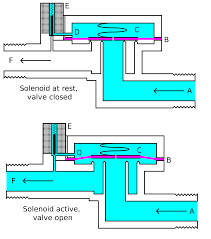 E
C
D
B
F
Solenoid at rest,
valve closed
A
E
D
C
B
F
Solenoid active,
valve open
A